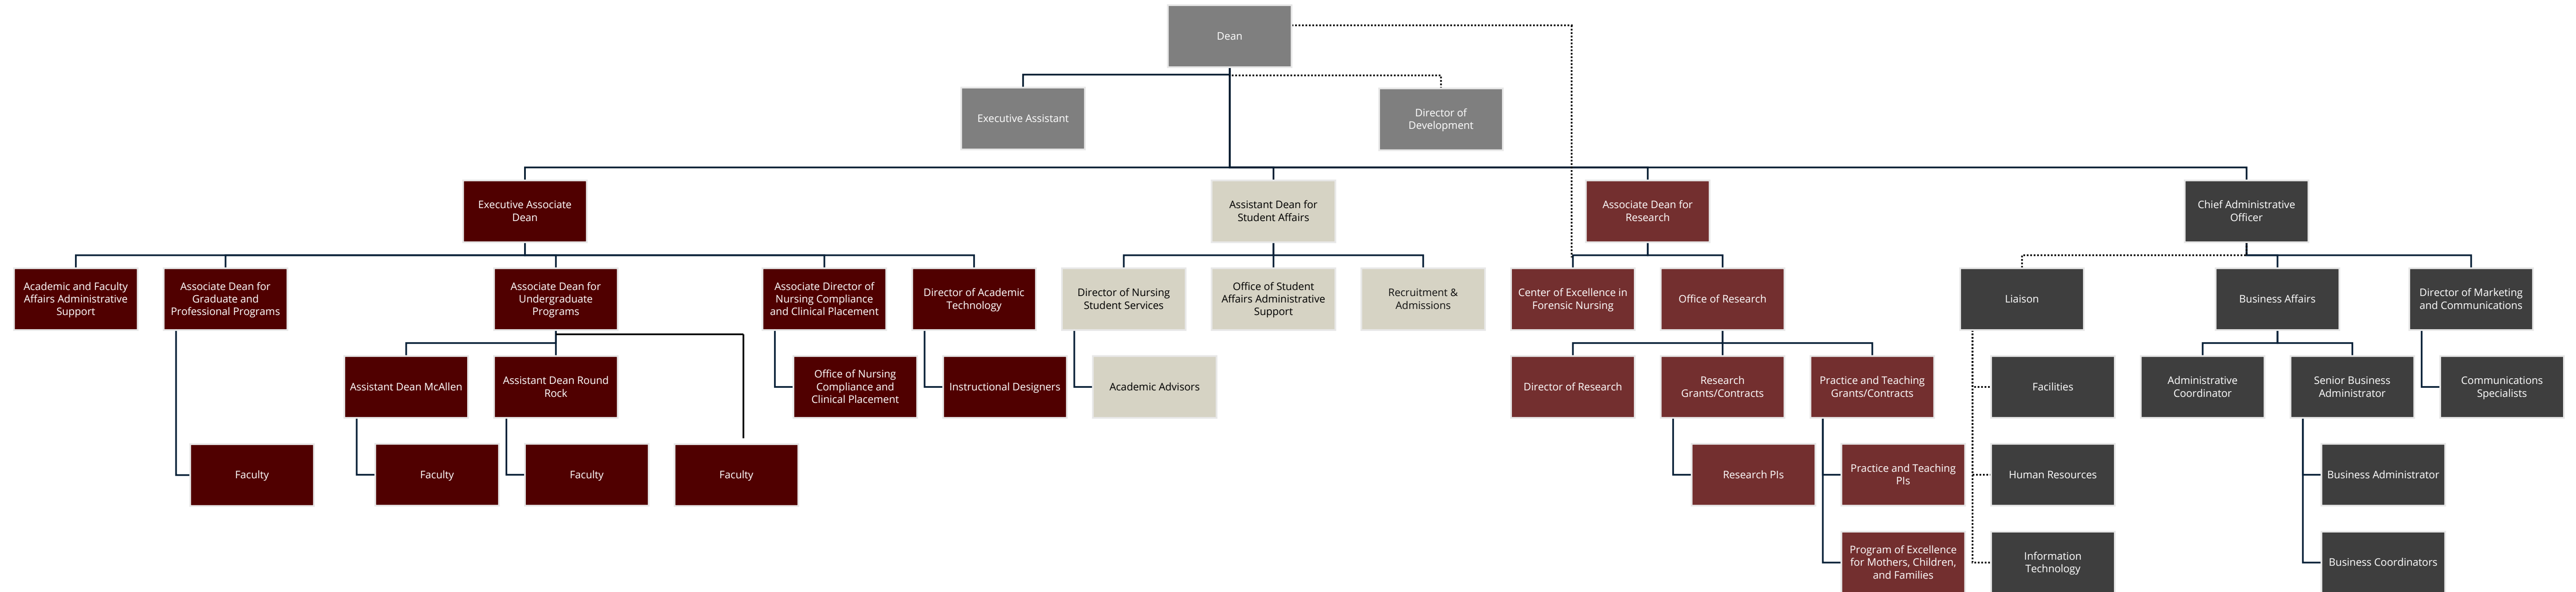 Dean
Executive Assistant
Director of
Development
Executive Associate
Dean
Assistant Dean for
Student Affairs
Associate Dean for
Research
Chief Administrative
Officer
Academic and Faculty
Affairs Administrative
Support
Associate Dean for
Graduate and
Professional Programs
Associate Dean for
Undergraduate
Programs
Associate Director of
Nursing Compliance
and Clinical Placement
Director of Academic
Technology
Director of Nursing
Student Services
Office of Student
Affairs Administrative
Support
Recruitment &
Admissions
Center of Excellence in
Forensic Nursing
Office of Research
Liaison
Business Affairs
Director of Marketing
and Communications
Assistant Dean McAllen
Assistant Dean Round
Rock
Office of Nursing
Compliance and
Clinical Placement
Instructional Designers
Academic Advisors
Director of Research
Research
Grants/Contracts
Practice and Teaching
Grants/Contracts
Facilities
Administrative
Coordinator
Senior Business
Administrator
Communications
Specialists
Faculty
Faculty
Faculty
Faculty
Research PIs
Practice and Teaching
PIs
Human Resources
Business Administrator
Program of Excellence
for Mothers, Children,
and Families
Information
Technology
Business Coordinators